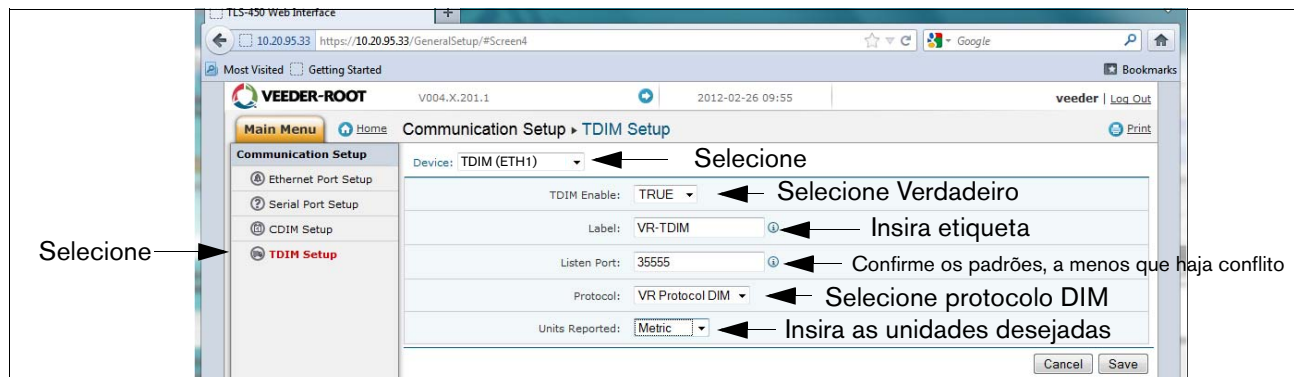 TLS-450 Web Interface
10.20.95.33 https://10.20.95.33/GeneralSetup/#Screen4
Google
Most Visited Getting Started
Bookmarks
VEEDER-ROOT V004.X.201.1 2012-02-26 09:55 veeder | Log Out
Main Menu Home Communication Setup ▸ TDIM Setup Print
Communication Setup
Device: TDIM (ETH1) Selecione
Ethernet Port Setup
TDIM Enable: TRUE Selecione Verdadeiro
Serial Port Setup
Label: VR-TDIM Insira etiqueta
CDIM Setup
Selecione TDIM Setup
Listen Port: 35555 Confirme os padrões, a menos que haja conflito
Protocol: VR Protocol DIM Selecione protocolo DIM
Units Reported: Metric Insira as unidades desejadas
Cancel Save